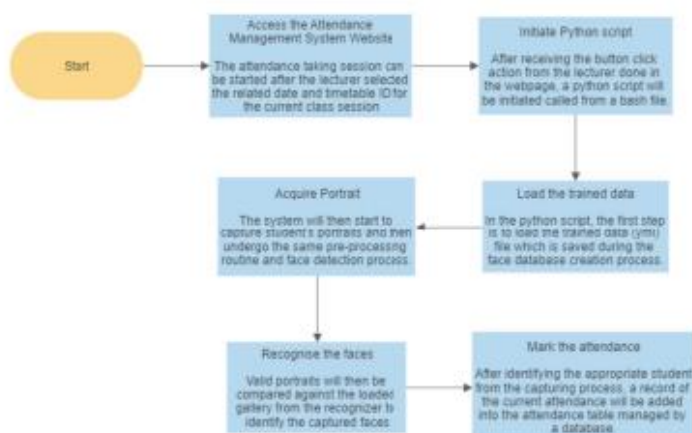 Start
Access the Attendance
Management System Website
The attendance taking session can
be started after the lecturer selected
the related date and timetable ID for
the current class session
Initiate Python script
After receiving the button click
action from the lecturer done in
the webpage, a python script will
be initiated called from a bash file.
Load the trained data
In the python script, the first step
is to load the trained data (yml)
file which is saved during the
face database creation process.
Acquire Portrait
The system will then start to
capture student's portraits and then
undergo the same pre-processing
routine and face detection process.
Recognise the faces
Valid portraits will then be
compared against the loaded
gallery from the recognizer to
identify the captured faces
Mark the attendance
After identifying the appropriate student
from the capturing process, a record of
the current attendance will be added
into the attendance table managed by
a database